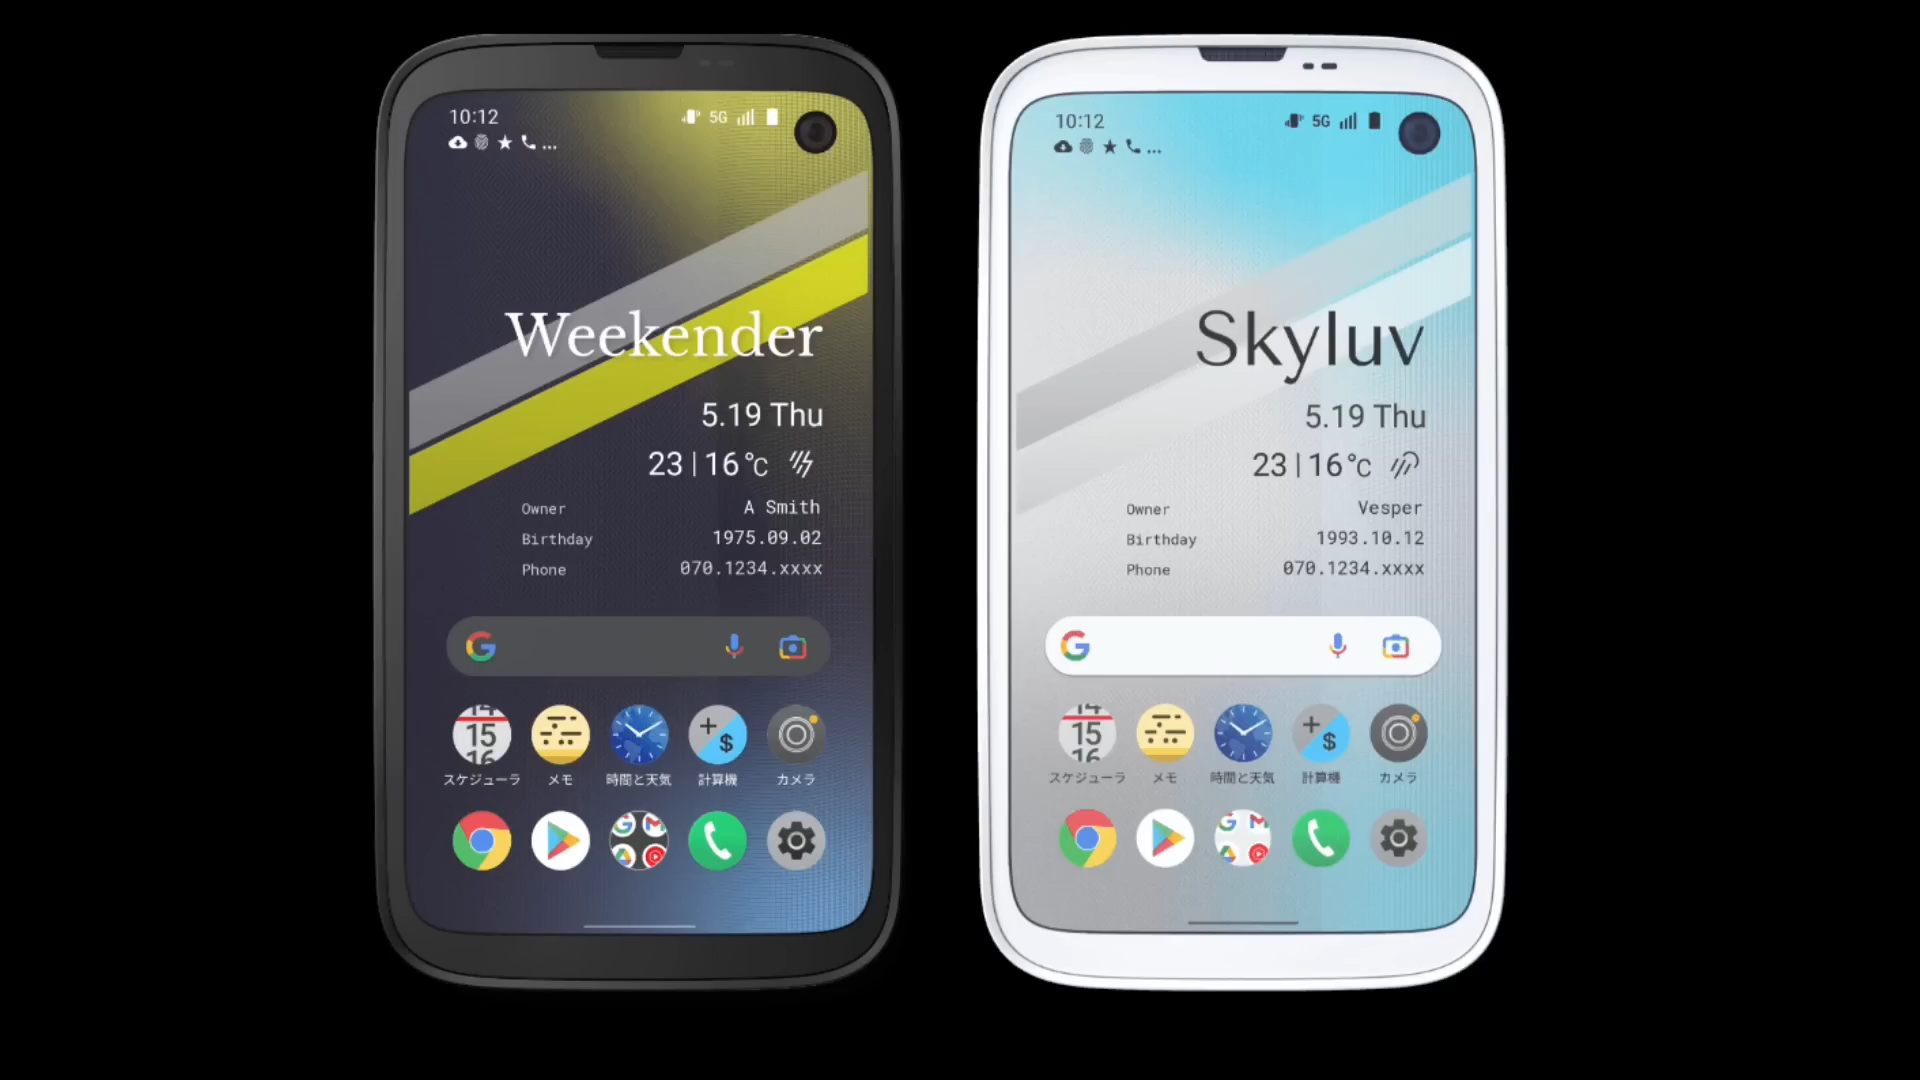 10:12
5G
...
Weekender
5.19 Thu
23 | 16 °C
Owner A Smith
Birthday 1975.09.02
Phone 070.1234.xxxx
14
15
16
+
$
スケジューラ メモ 時間と天気 計算機 カメラ
10:12
5G
...
Skyluv
5.19 Thu
23 | 16 °C
Owner Vesper
Birthday 1993.10.12
Phone 070.1234.xxxx
14
15
16
+
$
スケジューラ メモ 時間と天気 計算機 カメラ